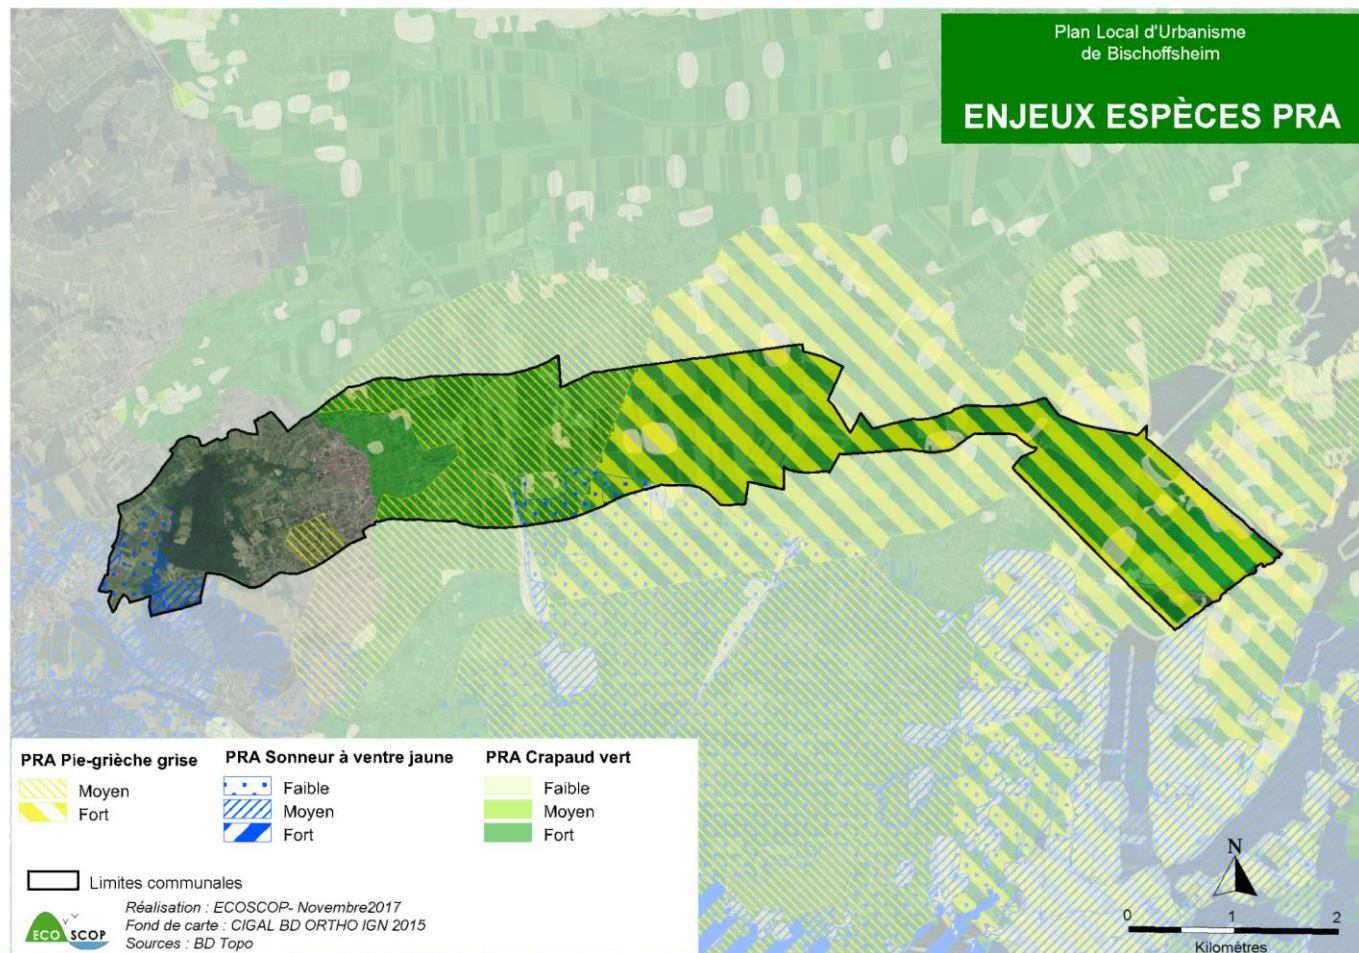 Plan Local d'Urbanisme
de Bischoffsheim
ENJEUX ESPÈCES PRA
PRA Pie-grièche grise
Moyen
Fort
PRA Sonneur à ventre jaune
Faible
Moyen
Fort
PRA Crapaud vert
Faible
Moyen
Fort
Limites communales
ECO SCOP
Réalisation : ECOSCOP- Novembre2017
Fond de carte : CIGAL BD ORTHO IGN 2015
Sources : BD Topo
N
0 1 2
Kilomètres